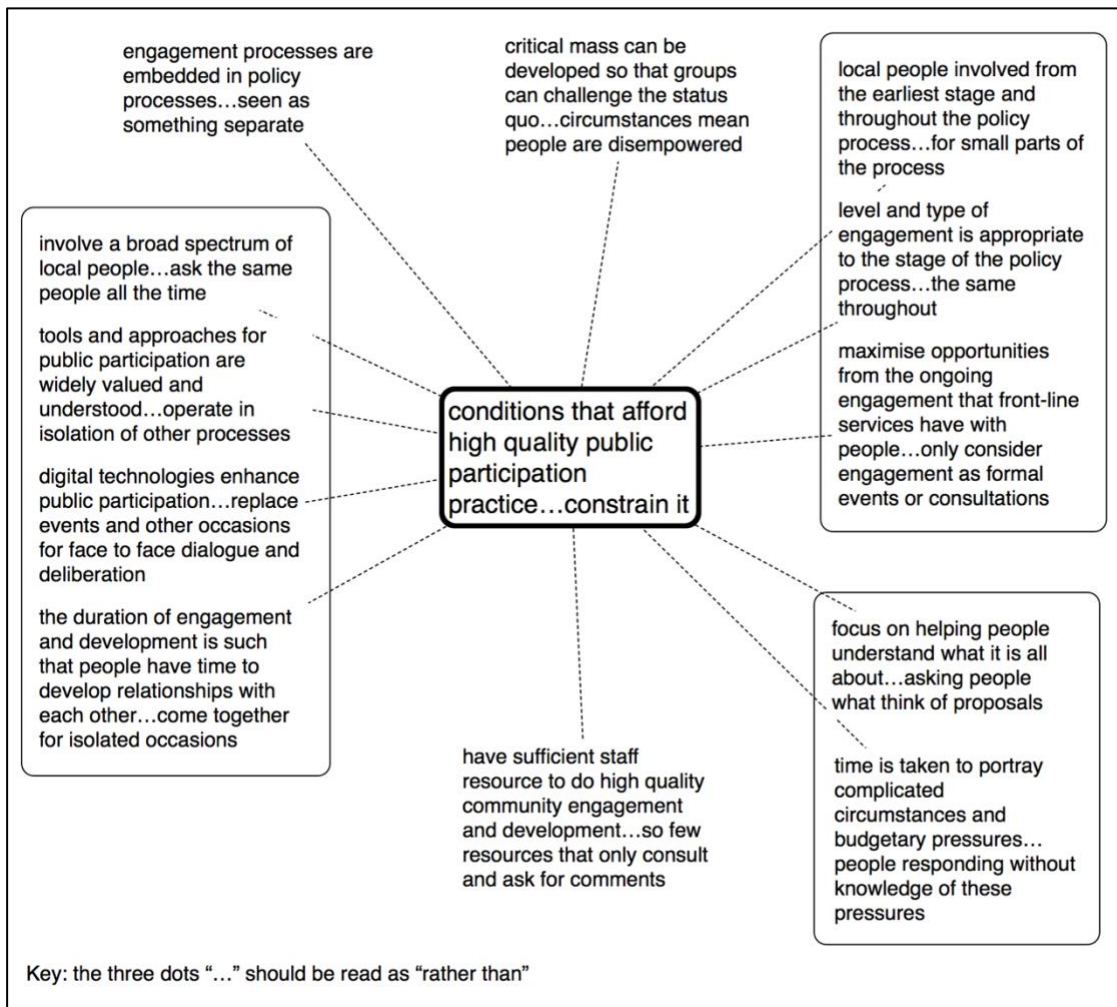 engagement processes are
embedded in policy
processes…seen as
something separate
critical mass can be
developed so that groups
can challenge the status
quo…circumstances mean
people are disempowered
local people involved from
the earliest stage and
throughout the policy
process…for small parts of
the process
level and type of
engagement is appropriate
to the stage of the policy
process…the same
throughout
maximise opportunities
from the ongoing
engagement that front-line
services have with
people…only consider
engagement as formal
events or consultations
involve a broad spectrum of
local people…ask the same
people all the time
tools and approaches for
public participation are
widely valued and
understood…operate in
isolation of other processes
digital technologies enhance
public participation…replace
events and other occasions
for face to face dialogue and
deliberation
the duration of engagement
and development is such
that people have time to
develop relationships with
each other…come together
for isolated occasions
conditions that afford
high quality public
participation
practice…constrain it
focus on helping people
understand what it is all
about…asking people
what think of proposals
time is taken to portray
complicated
circumstances and
budgetary pressures…
people responding without
knowledge of these
pressures
have sufficient staff
resource to do high quality
community engagement
and development…so few
resources that only consult
and ask for comments
Key: the three dots “…” should be read as “rather than”